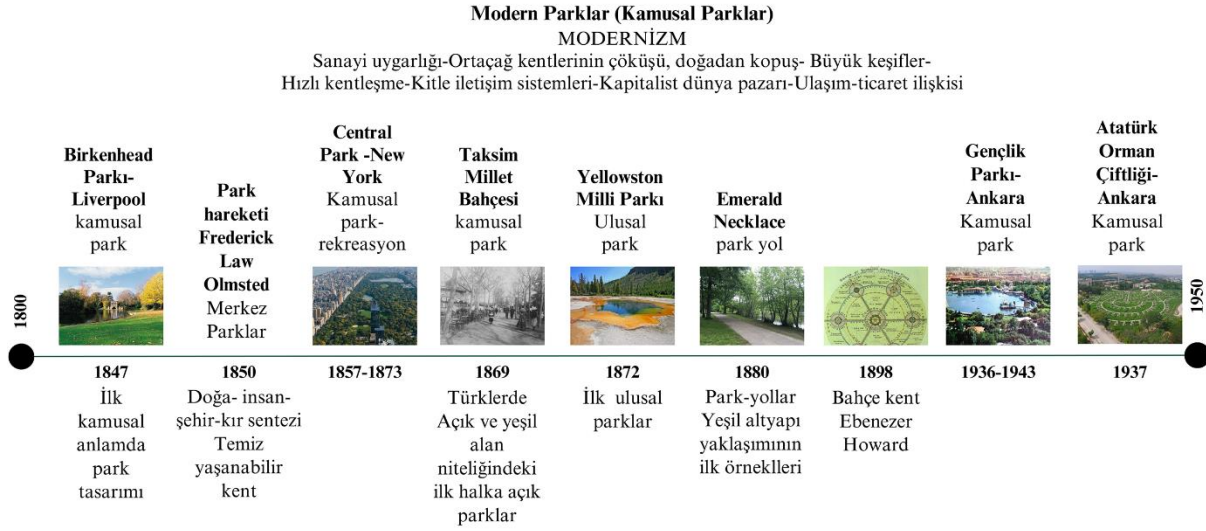 Modern Parklar (Kamusal Parklar)
MODERNİZM
Sanayi uygarlığı-Ortaçağ kentlerinin çöküşü, doğadan kopuş- Büyük keşifler-
Hızlı kentleşme-Kitle iletişim sistemleri-Kapitalist dünya pazarı-Ulaşım-ticaret ilişkisi
1800
Birkenhead
Parkı-
Liverpool
kamusal
park
1847
İlk
kamusal
anlamda
park
tasarımı
Park
hareketi
Frederick
Law
Olmsted
Merkez
Parklar
1850
Doğa- insan-
şehir-kır sentezi
Temiz
yaşanabilir
kent
Central
Park -New
York
Kamusal
park-
rekreasyon
1857-1873
Taksim
Millet
Bahçesi
kamusal
park
1869
Türklerde
Açık ve yeşil
alan
niteliğindeki
ilk halka açık
parklar
Yellowston
Milli Parkı
Ulusal
park
1872
İlk ulusal
parklar
Emerald
Necklace
park yol
1880
Park-yollar
Yeşil altyapı
yaklaşımının
ilk örneklleri
1898
Bahçe kent
Ebenezer
Howard
Gençlik
Parkı-
Ankara
Kamusal
park
1936-1943
Atatürk
Orman
Çiftliği-
Ankara
Kamusal
park
1937
1950